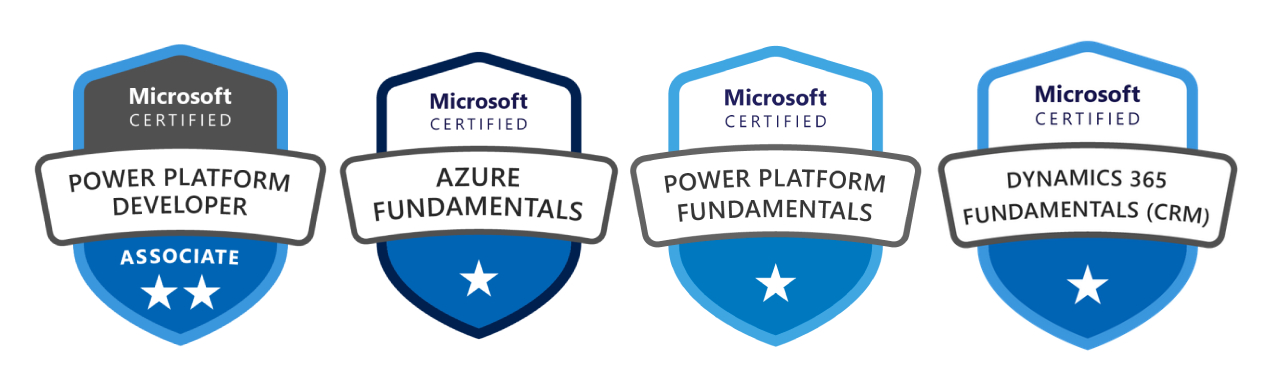 Microsoft
CERTIFIED
POWER PLATFORM
DEVELOPER
ASSOCIATE
Microsoft
CERTIFIED
AZURE
FUNDAMENTALS
Microsoft
CERTIFIED
POWER PLATFORM
FUNDAMENTALS
Microsoft
CERTIFIED
DYNAMICS 365
FUNDAMENTALS (CRM)